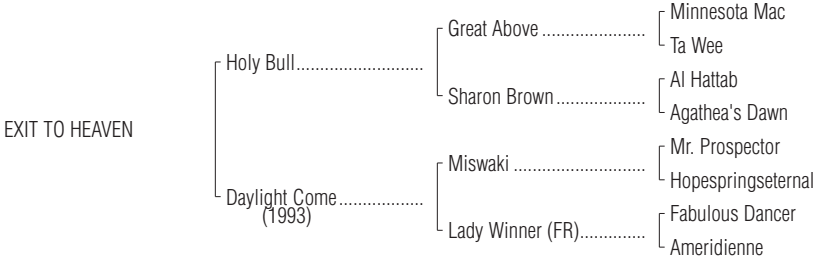 Minnesota Mac
Great Above ......................
Ta Wee
Holy Bull...........................
Al Hattab
Sharon Brown ...................
Agathea's Dawn
EXIT TO HEAVEN
Mr. Prospector
Miswaki ............................
Hopespringseternal
Daylight Come ..................
(1993)
Fabulous Dancer
Lady Winner (FR)..............
Ameridienne